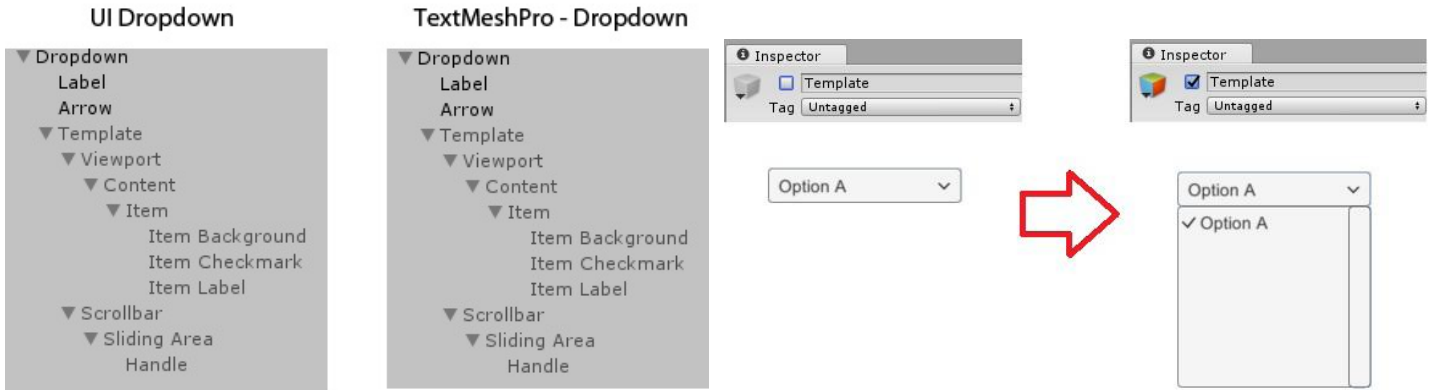 UI Dropdown
Dropdown
Label
Arrow
Template
Viewport
Content
Item
Item Background
Item Checkmark
Item Label
Scrollbar
Sliding Area
Handle
TextMeshPro - Dropdown
Dropdown
Label
Arrow
Template
Viewport
Content
Item
Item Background
Item Checkmark
Item Label
Scrollbar
Sliding Area
Handle
Inspector
Template
Tag Untagged
Option A
Inspector
Template
Tag Untagged
Option A
Option A